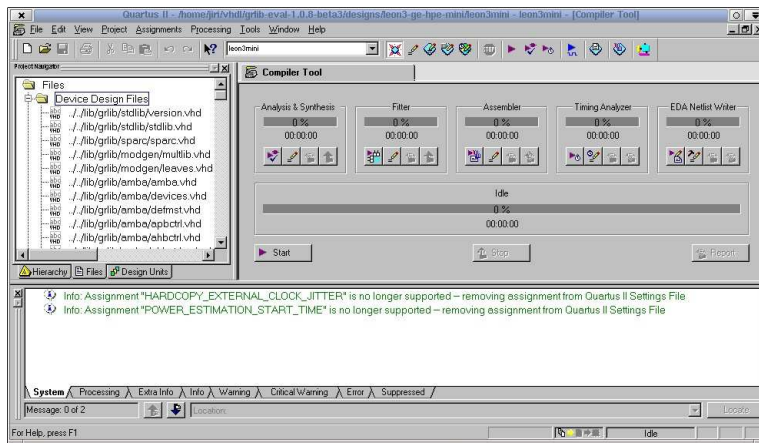 Quartus II - /home/jiri/vhdl/grlib-eval-1.0.8-beta3/designs/leon3-ge-hpe-mini/leon3mini - leon3mini - [Compiler Tool]
File Edit View Project Assignments Processing Tools Window Help
leon3mini
Project Navigator
Compiler Tool
Files
Device Design Files
../../lib/grlib/stdlib/version.vhd
../../lib/grlib/stdlib/stdlib.vhd
../../lib/grlib/sparc/sparc.vhd
../../lib/grlib/modgen/multlib.vhd
../../lib/grlib/modgen/leaves.vhd
../../lib/grlib/amba/amba.vhd
../../lib/grlib/amba/devices.vhd
../../lib/grlib/amba/defmst.vhd
../../lib/grlib/amba/apbctrl.vhd
../../lib/grlib/amba/ahbctrl.vhd
Hierarchy Files Design Units
Analysis & Synthesis Fitter Assembler Timing Analyzer EDA Netlist Writer
0 % 0 % 0 % 0 % 0 %
00:00:00 00:00:00 00:00:00 00:00:00 00:00:00
Idle
0 %
00:00:00
Start Stop Report
Info: Assignment "HARDCOPY_EXTERNAL_CLOCK_JITTER" is no longer supported – removing assignment from Quartus II Settings File
Info: Assignment "POWER_ESTIMATION_START_TIME" is no longer supported – removing assignment from Quartus II Settings File
System Processing Extra Info Info Warning Critical Warning Error Suppressed
Message: 0 of 2 Location: Locate
For Help, press F1 Idle